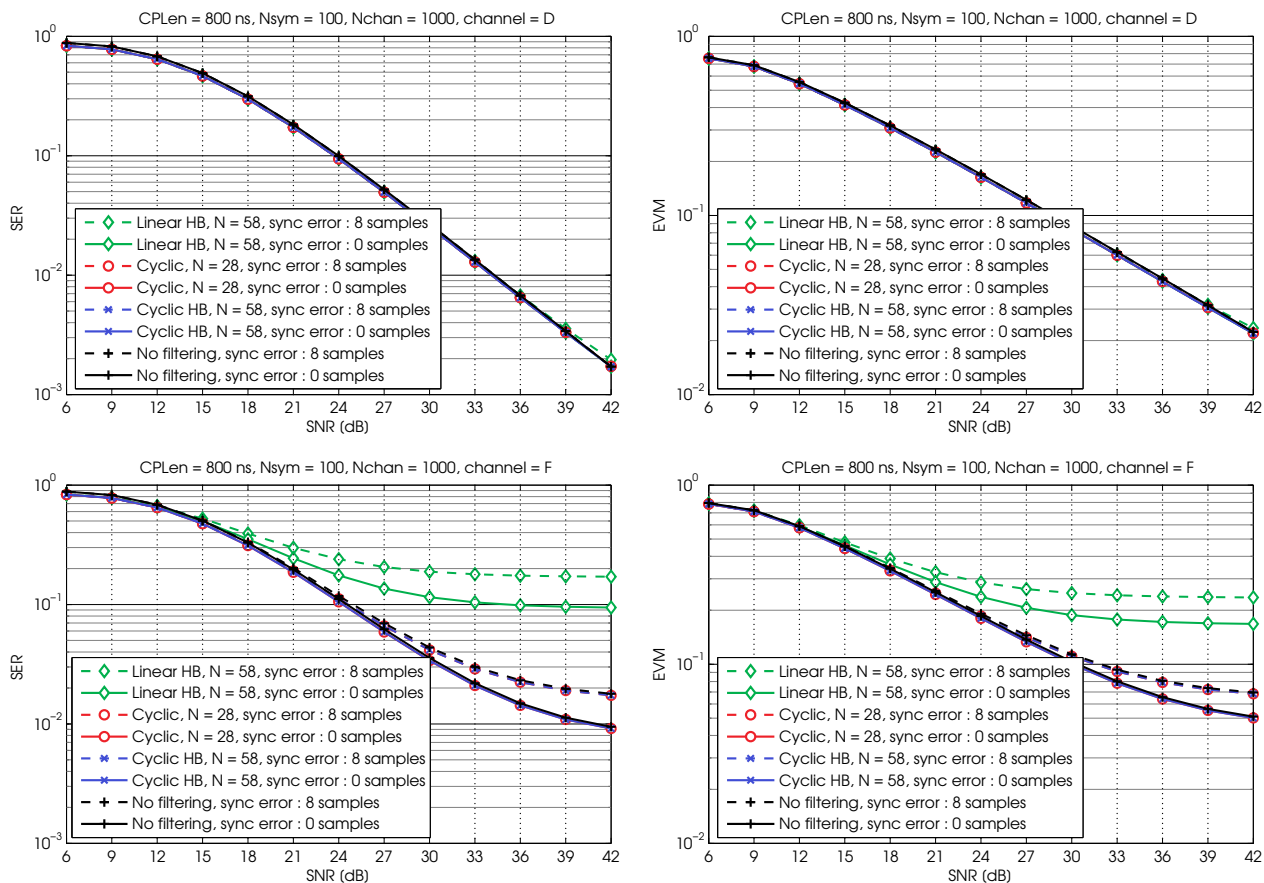 CPLen = 800 ns, Nsym = 100, Nchan = 1000, channel = D
10^0
10^-1
10^-2
10^-3
SER
Linear HB, N = 58, sync error : 8 samples
Linear HB, N = 58, sync error : 0 samples
Cyclic, N = 28, sync error : 8 samples
Cyclic, N = 28, sync error : 0 samples
Cyclic HB, N = 58, sync error : 8 samples
Cyclic HB, N = 58, sync error : 0 samples
No filtering, sync error : 8 samples
No filtering, sync error : 0 samples
6 9 12 15 18 21 24 27 30 33 36 39 42
SNR [dB]
CPLen = 800 ns, Nsym = 100, Nchan = 1000, channel = D
10^0
10^-1
10^-2
EVM
Linear HB, N = 58, sync error : 8 samples
Linear HB, N = 58, sync error : 0 samples
Cyclic, N = 28, sync error : 8 samples
Cyclic, N = 28, sync error : 0 samples
Cyclic HB, N = 58, sync error : 8 samples
Cyclic HB, N = 58, sync error : 0 samples
No filtering, sync error : 8 samples
No filtering, sync error : 0 samples
6 9 12 15 18 21 24 27 30 33 36 39 42
SNR [dB]
CPLen = 800 ns, Nsym = 100, Nchan = 1000, channel = F
10^0
10^-1
10^-2
10^-3
SER
Linear HB, N = 58, sync error : 8 samples
Linear HB, N = 58, sync error : 0 samples
Cyclic, N = 28, sync error : 8 samples
Cyclic, N = 28, sync error : 0 samples
Cyclic HB, N = 58, sync error : 8 samples
Cyclic HB, N = 58, sync error : 0 samples
No filtering, sync error : 8 samples
No filtering, sync error : 0 samples
6 9 12 15 18 21 24 27 30 33 36 39 42
SNR [dB]
CPLen = 800 ns, Nsym = 100, Nchan = 1000, channel = F
10^0
10^-1
10^-2
EVM
Linear HB, N = 58, sync error : 8 samples
Linear HB, N = 58, sync error : 0 samples
Cyclic, N = 28, sync error : 8 samples
Cyclic, N = 28, sync error : 0 samples
Cyclic HB, N = 58, sync error : 8 samples
Cyclic HB, N = 58, sync error : 0 samples
No filtering, sync error : 8 samples
No filtering, sync error : 0 samples
6 9 12 15 18 21 24 27 30 33 36 39 42
SNR [dB]